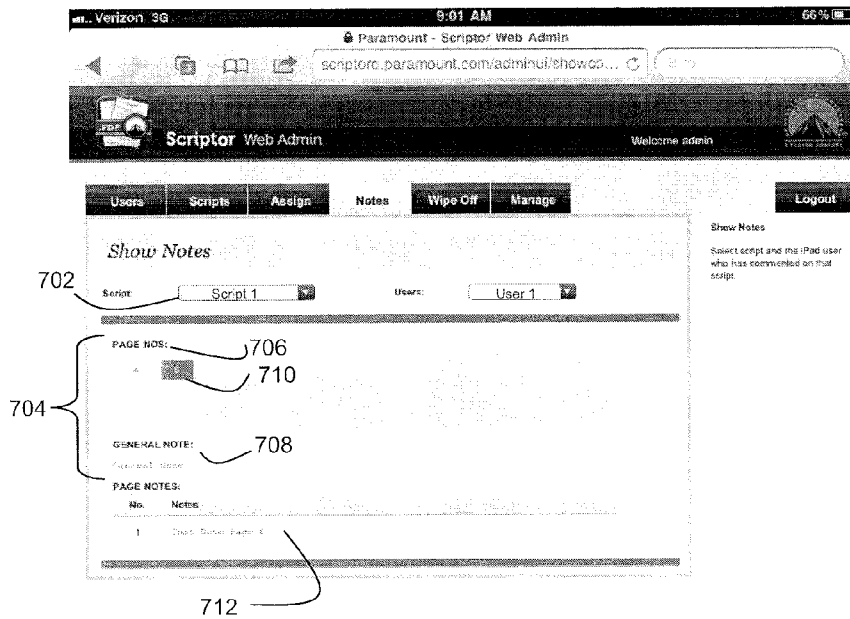 Verizon 3G 9:01 AM 66%
Paramount - Scriptor Web Admin
scriptorc.paramount.com/adminui/showco...
PDF
Scriptor Web Admin Welcome admin
Users Scripts Assign Notes Wipe Off Manage Logout
Show Notes
Show Notes
Select script and the iPad user
who has commented on that
script.
702
Script: Script 1 Users: User 1
PAGE NOS: 706
710
704
GENERAL NOTE: 708
General Note
PAGE NOTES:
No. Notes
1
712